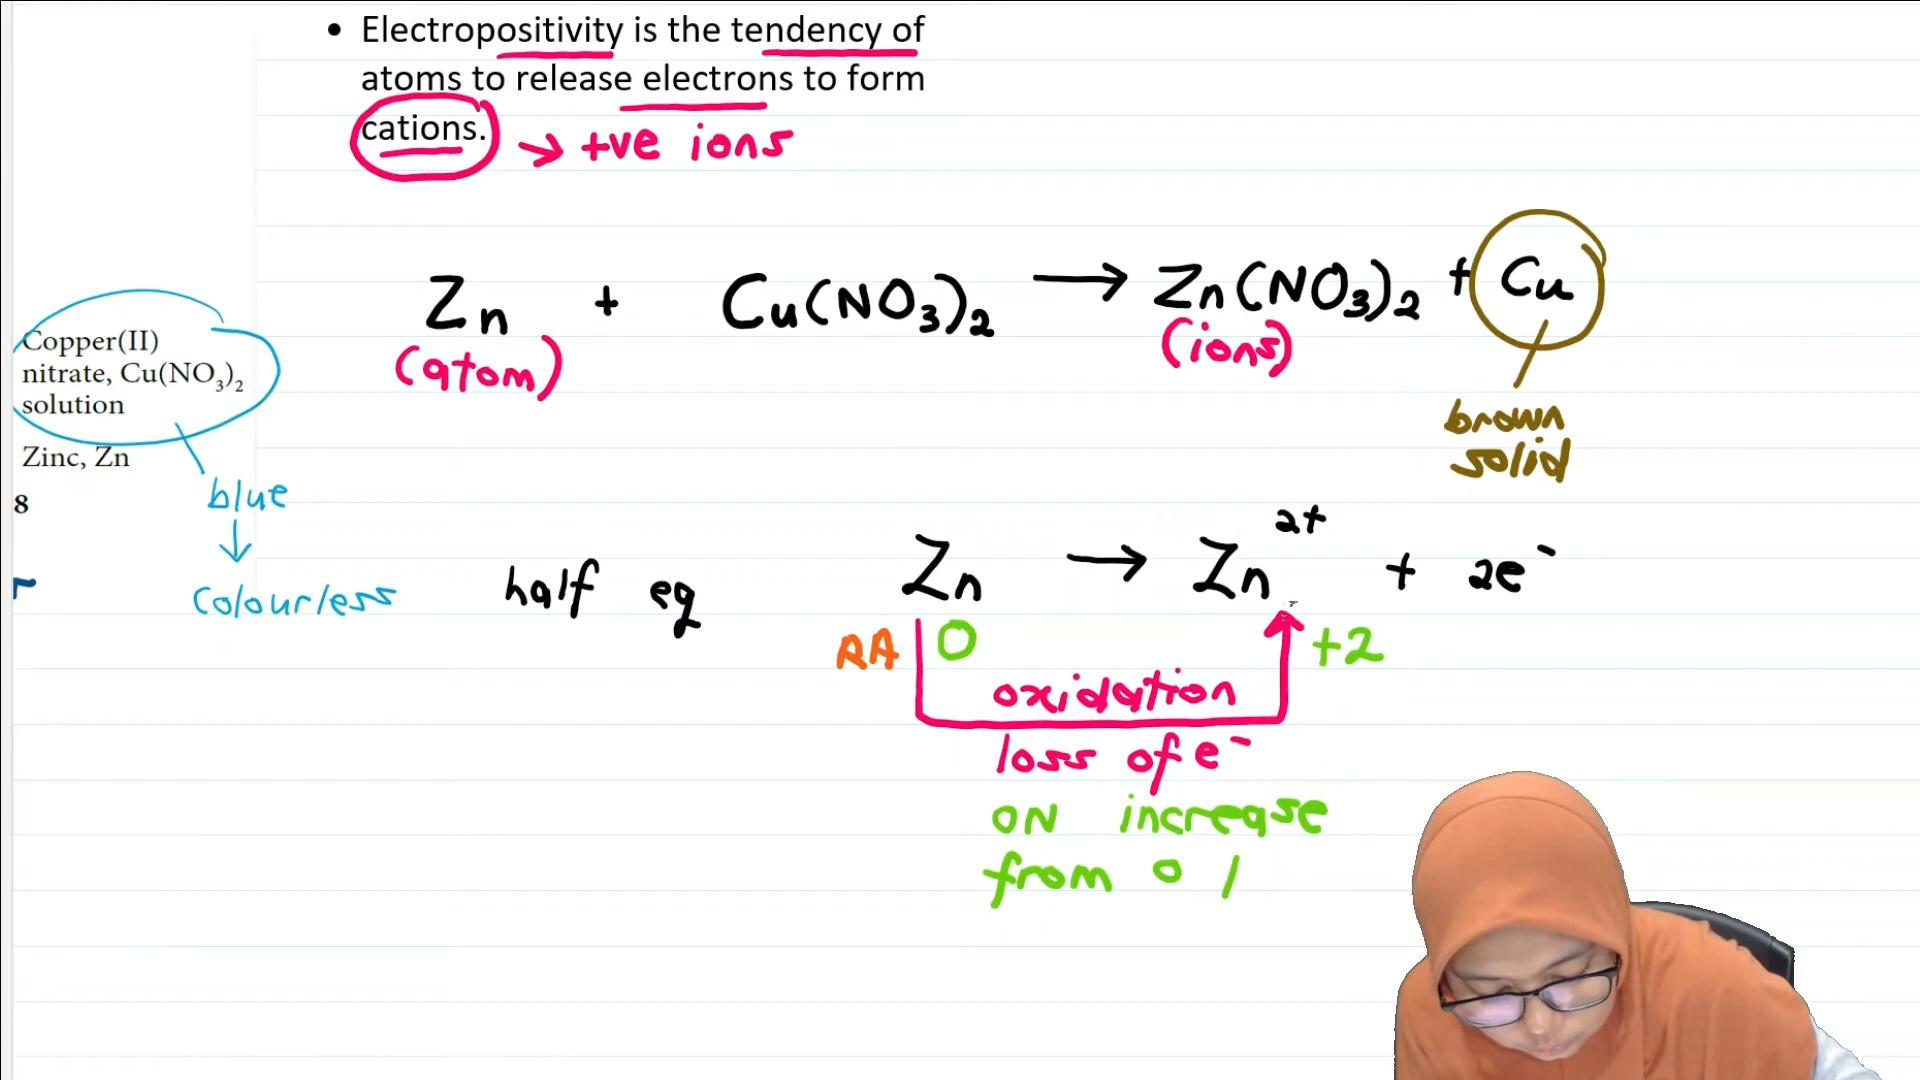 • Electropositivity is the tendency of
atoms to release electrons to form
cations. → +ve ions
Zn + Cu(NO₃)₂ → Zn(NO₃)₂ + Cu
(atom) (ions)
brown
solid
Copper(II)
nitrate, Cu(NO₃)₂
solution
Zinc, Zn
8
blue
↓
colourless
half eq Zn → Zn²⁺ + 2e⁻
RA 0 +2
oxidation
loss of e⁻
ON increase
from 0